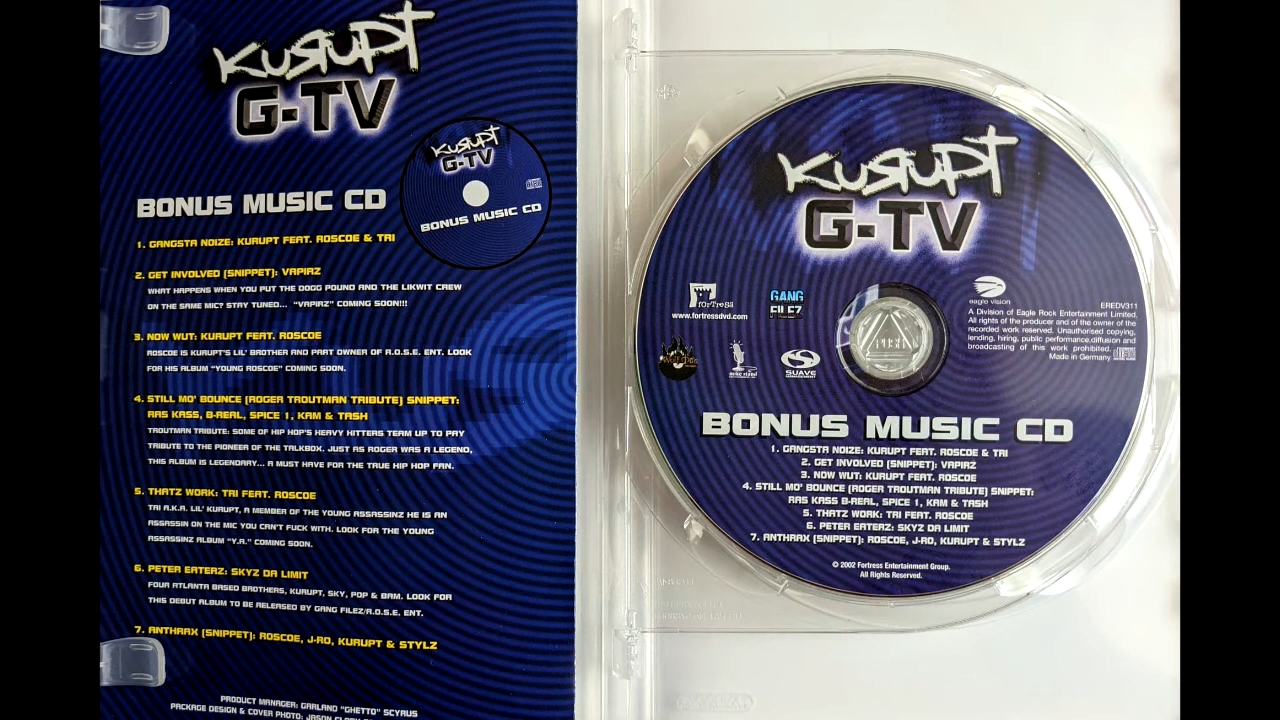 KURUPT
G-TV
KURUPT
G-TV
BONUS MUSIC CD
BONUS MUSIC CD
1. GANGSTA NOIZE: KURUPT FEAT. ROSCOE & TRI
2. GET INVOLVED (SNIPPET): VAPIRZ
WHAT HAPPENS WHEN YOU PUT THE DOGG POUND AND THE LIKWIT CREW
ON THE SAME MIC? STAY TUNED... "VAPIRZ" COMING SOON!!!
3. NOW WUT: KURUPT FEAT. ROSCOE
ROSCOE IS KURUPT'S LIL' BROTHER AND PART OWNER OF R.O.S.E. ENT. LOOK
FOR HIS ALBUM "YOUNG ROSCOE" COMING SOON.
4. STILL MO' BOUNCE (ROGER TROUTMAN TRIBUTE) SNIPPET:
RAS KASS, B-REAL, SPICE 1, KAM & TASH
TROUTMAN TRIBUTE: SOME OF HIP HOP'S HEAVY HITTERS TEAM UP TO PAY
TRIBUTE TO THE PIONEER OF THE TALKBOX. JUST AS ROGER WAS A LEGEND,
THIS ALBUM IS LEGENDARY... A MUST HAVE FOR THE TRUE HIP HOP FAN.
5. THATZ WORK: TRI FEAT. ROSCOE
TRI A.K.A. LIL' KURUPT, A MEMBER OF THE YOUNG ASSASSINZ HE IS AN
ASSASSIN ON THE MIC YOU CAN'T FUCK WITH. LOOK FOR THE YOUNG
ASSASSINZ ALBUM "Y.A." COMING SOON.
6. PETER EATERZ: SKYZ DA LIMIT
FOUR ATLANTA BASED BROTHERS, KURUPT, SKY, POP & BAM. LOOK FOR
THIS DEBUT ALBUM TO BE RELEASED BY GANG FILEZ/R.O.S.E. ENT.
7. ANTHRAX (SNIPPET): ROSCOE, J-RO, KURUPT & STYLZ
PRODUCT MANAGER: GARLAND "GHETTO" SCYRUS
PACKAGE DESIGN & COVER PHOTO: JASON
KURUPT
G-TV
forTress
www.fortressdvd.com
GANG
FILEZ
eagle vision
EREDV311
A Division of Eagle Rock Entertainment Limited.
All rights of the producer and of the owner of the
recorded work reserved. Unauthorised copying,
lending, hiring, public performance,diffusion and
broadcasting of this work prohibited.
Made in Germany
SUAVE
PUSH
BONUS MUSIC CD
1. GANGSTA NOIZE: KURUPT FEAT. ROSCOE & TRI
2. GET INVOLVED (SNIPPET): VAPIRZ
3. NOW WUT: KURUPT FEAT. ROSCOE
4. STILL MO' BOUNCE (ROGER TROUTMAN TRIBUTE) SNIPPET:
RAS KASS B-REAL, SPICE 1, KAM & TASH
5. THATZ WORK: TRI FEAT. ROSCOE
6. PETER EATERZ: SKYZ DA LIMIT
7. ANTHRAX (SNIPPET): ROSCOE, J-RO, KURUPT & STYLZ
© 2002 Fortress Entertainment Group.
All Rights Reserved.